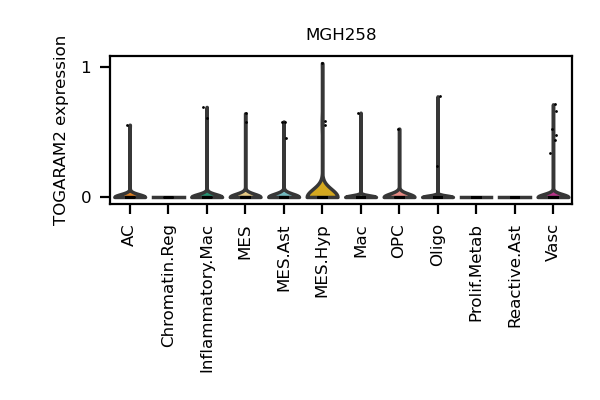 MGH258
TOGARAM2 expression
1
0
AC
Chromatin.Reg
Inflammatory.Mac
MES
MES.Ast
MES.Hyp
Mac
OPC
Oligo
Prolif.Metab
Reactive.Ast
Vasc